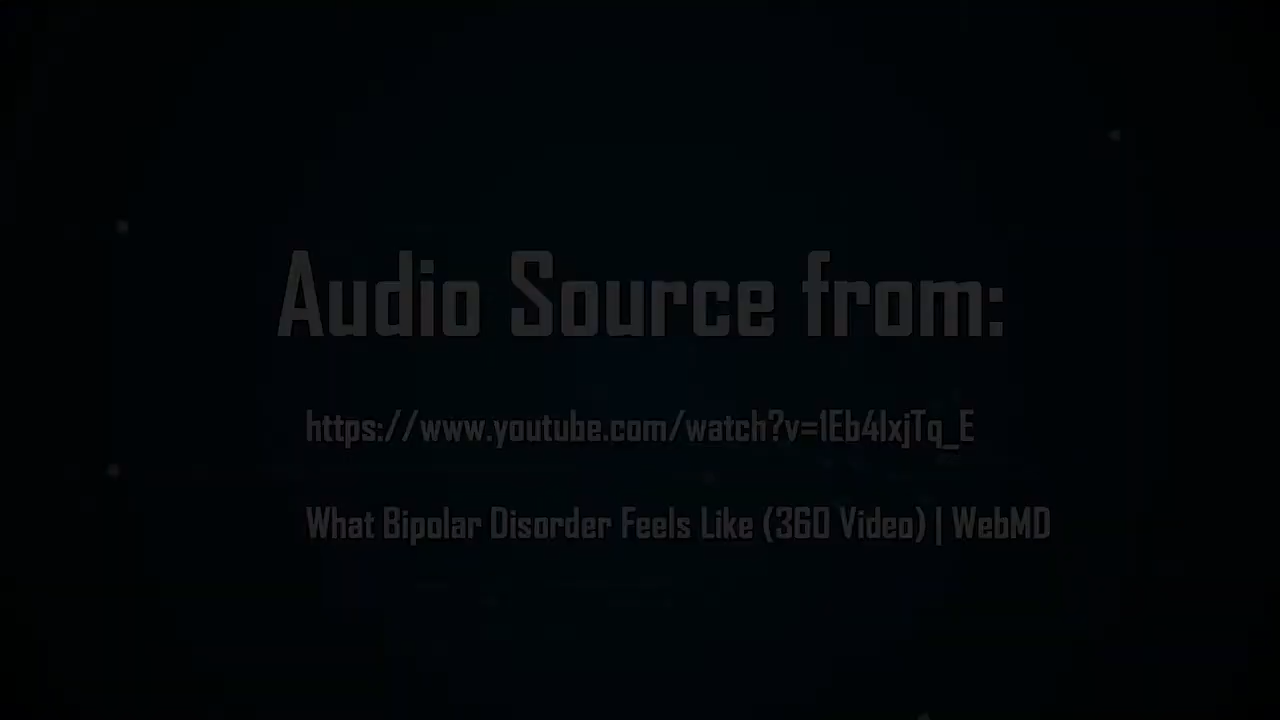 Audio Source from:
https://www.youtube.com/watch?v=1Eb4IxjTq_E
What Bipolar Disorder Feels Like (360 Video) | WebMD